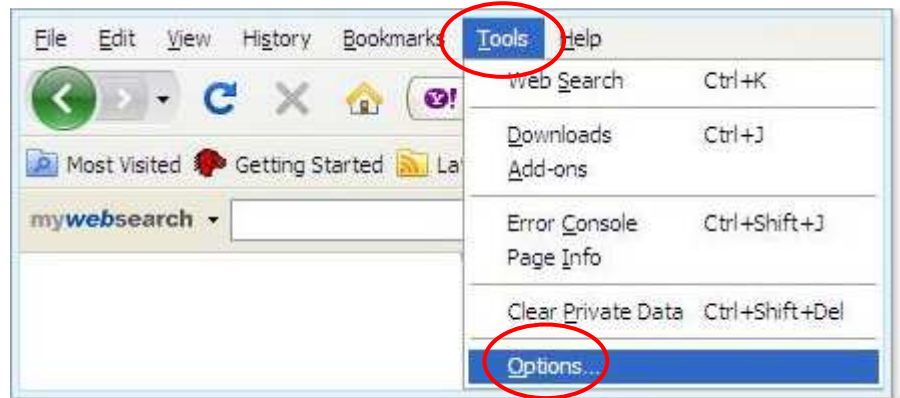 File Edit View History Bookmarks Tools Help
Web Search Ctrl+K
Downloads Ctrl+J
Add-ons
Most Visited Getting Started La
mywebsearch
Error Console Ctrl+Shift+J
Page Info
Clear Private Data Ctrl+Shift+Del
Options...